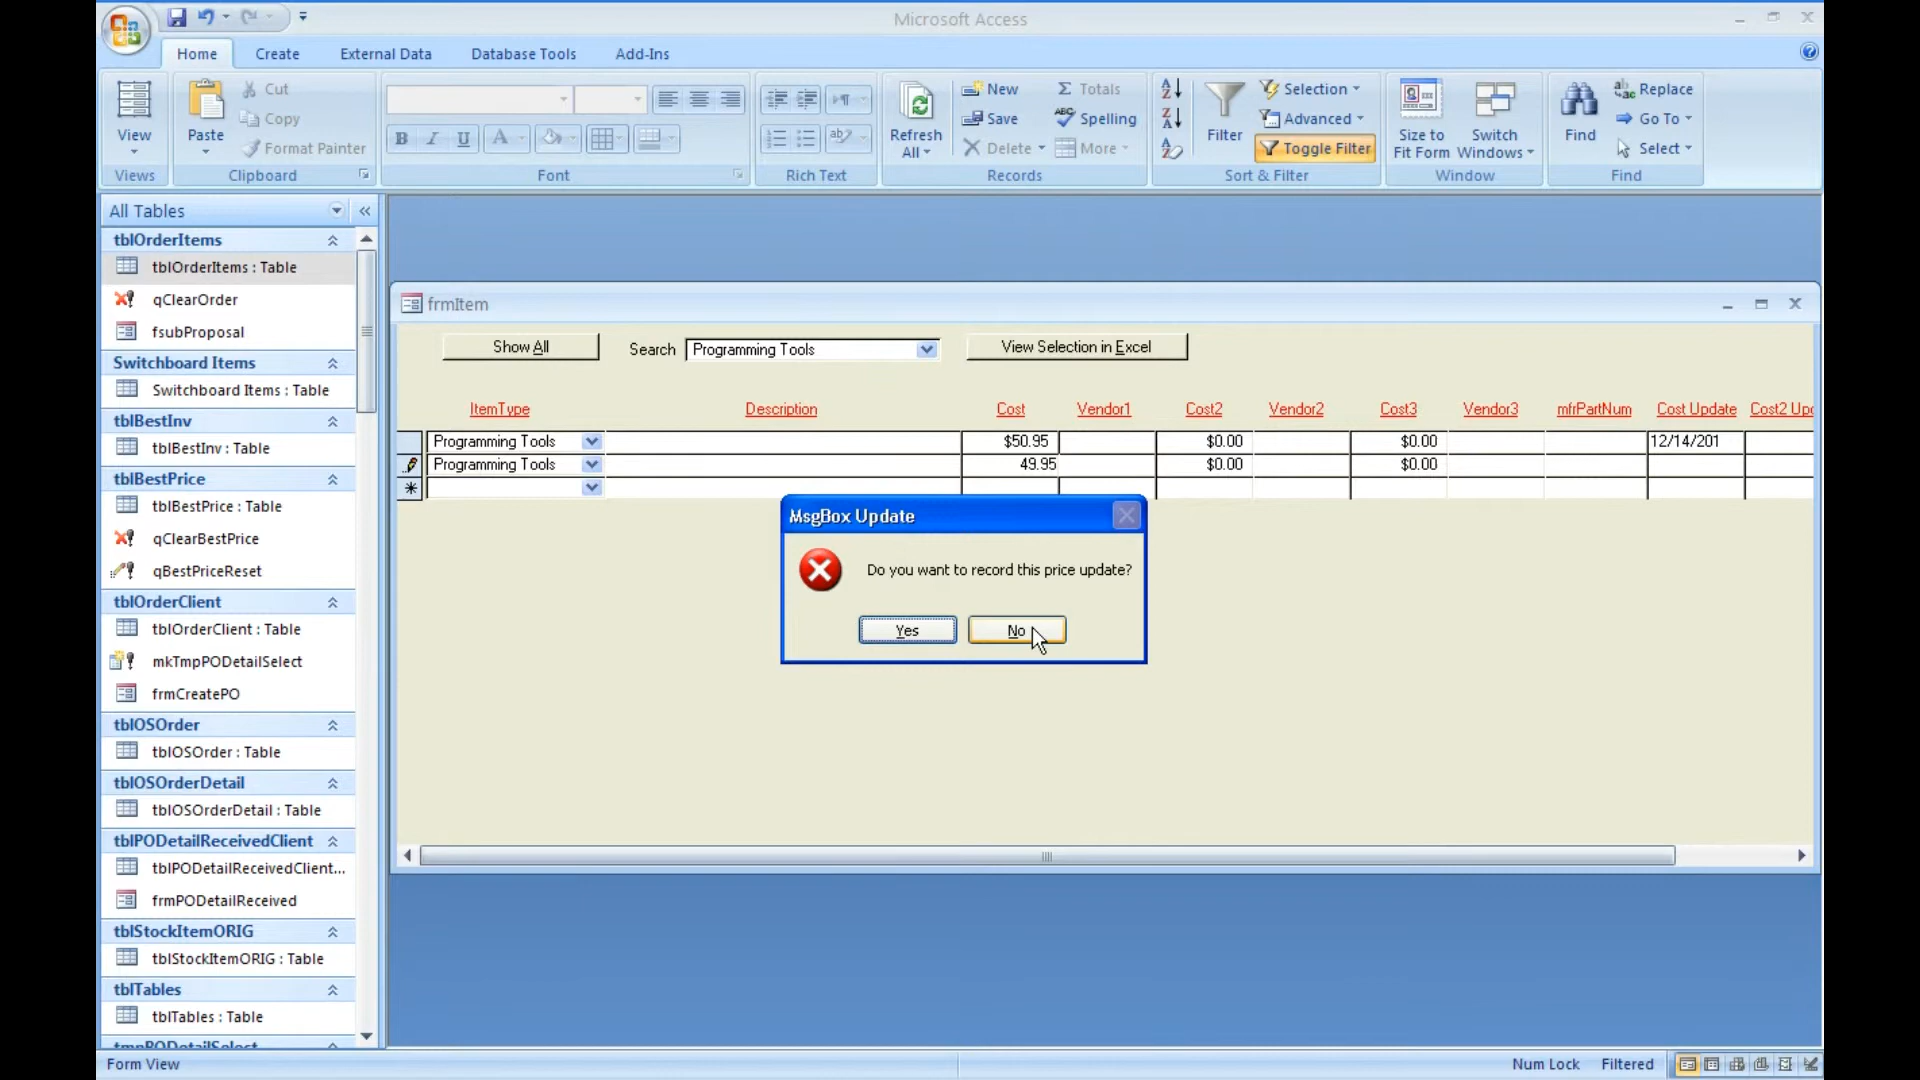 Microsoft Access
Home Create External Data Database Tools Add-Ins
View
Views
Paste
Cut
Copy
Format Painter
Clipboard
B I U A
Font
Rich Text
Refresh All
New
Save
Delete
Totals
Spelling
More
Records
Filter
Selection
Advanced
Toggle Filter
Sort & Filter
Size to Fit Form
Switch Windows
Window
Find
Replace
Go To
Select
Find
All Tables
tblOrderItems
tblOrderItems : Table
qClearOrder
fsubProposal
Switchboard Items
Switchboard Items : Table
tblBestInv
tblBestInv : Table
tblBestPrice
tblBestPrice : Table
qClearBestPrice
qBestPriceReset
tblOrderClient
tblOrderClient : Table
mkTmpPODetailSelect
frmCreatePO
tblOSOrder
tblOSOrder : Table
tblOSOrderDetail
tblOSOrderDetail : Table
tblPODetailReceivedClient
tblPODetailReceivedClient...
frmPODetailReceived
tblStockItemORIG
tblStockItemORIG : Table
tblTables
tblTables : Table
frmItem
Show All Search Programming Tools View Selection in Excel
ItemType Description Cost Vendor1 Cost2 Vendor2 Cost3 Vendor3 mfrPartNum Cost Update Cost2 Upd
Programming Tools $50.95 $0.00 $0.00 12/14/201
Programming Tools 49.95 $0.00 $0.00
MsgBox Update
Do you want to record this price update?
Yes No
Form View Num Lock Filtered